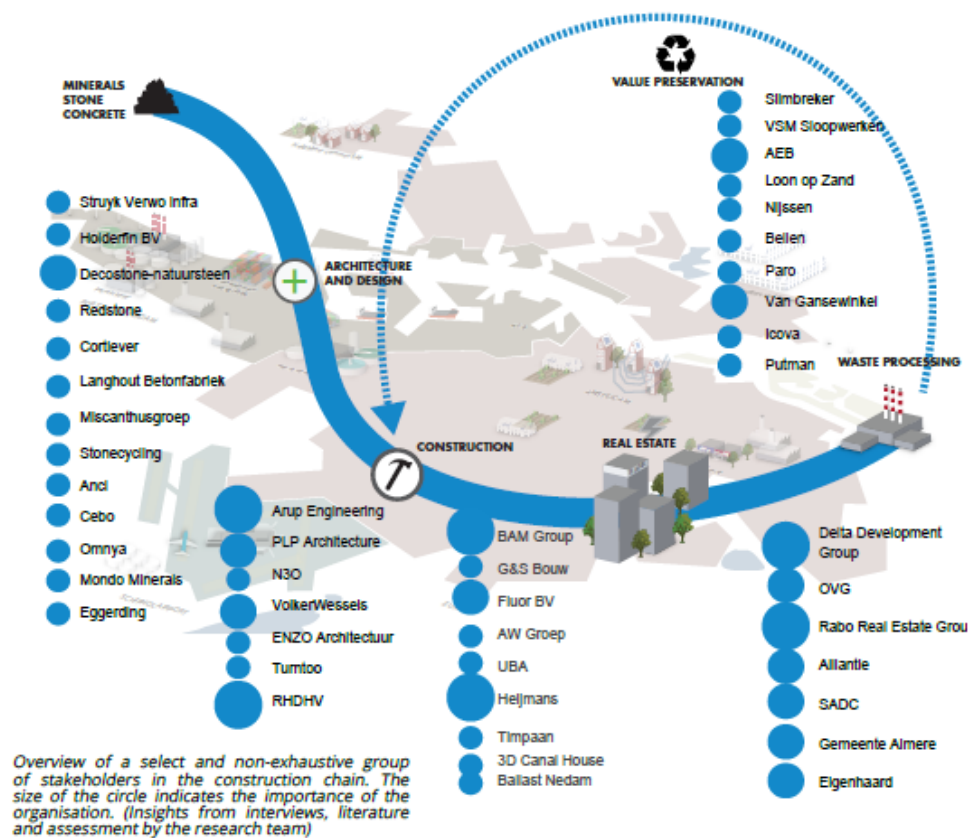 MINERALS
STONE
CONCRETE
VALUE PRESERVATION
Slimbreker
VSM Sloopwerken
AEB
Loon op Zand
Nijssen
Bellen
Paro
Van Gansewinkel
Icova
Putman
WASTE PROCESSING
Struyk Verwo Infra
Holderfin BV
Decostone-natuursteen
Redstone
Cortlever
Langhout Betonfabriek
Miscanthusgroep
Stonecycling
Anci
Cebo
Omnya
Mondo Minerals
Eggerding
ARCHITECTURE
AND DESIGN
CONSTRUCTION
REAL ESTATE
Arup Engineering
PLP Architecture
N3O
VolkerWessels
ENZO Architectuur
Turntoo
RHDHV
BAM Group
G&S Bouw
Fluor BV
AW Groep
UBA
Heijmans
Timpaan
3D Canal House
Ballast Nedam
Delta Development
Group
OVG
Rabo Real Estate Grou
Alliantie
SADC
Gemeente Almere
Eigenhaard
Overview of a select and non-exhaustive group
of stakeholders in the construction chain. The
size of the circle indicates the importance of the
organisation. (Insights from interviews, literature
and assessment by the research team)